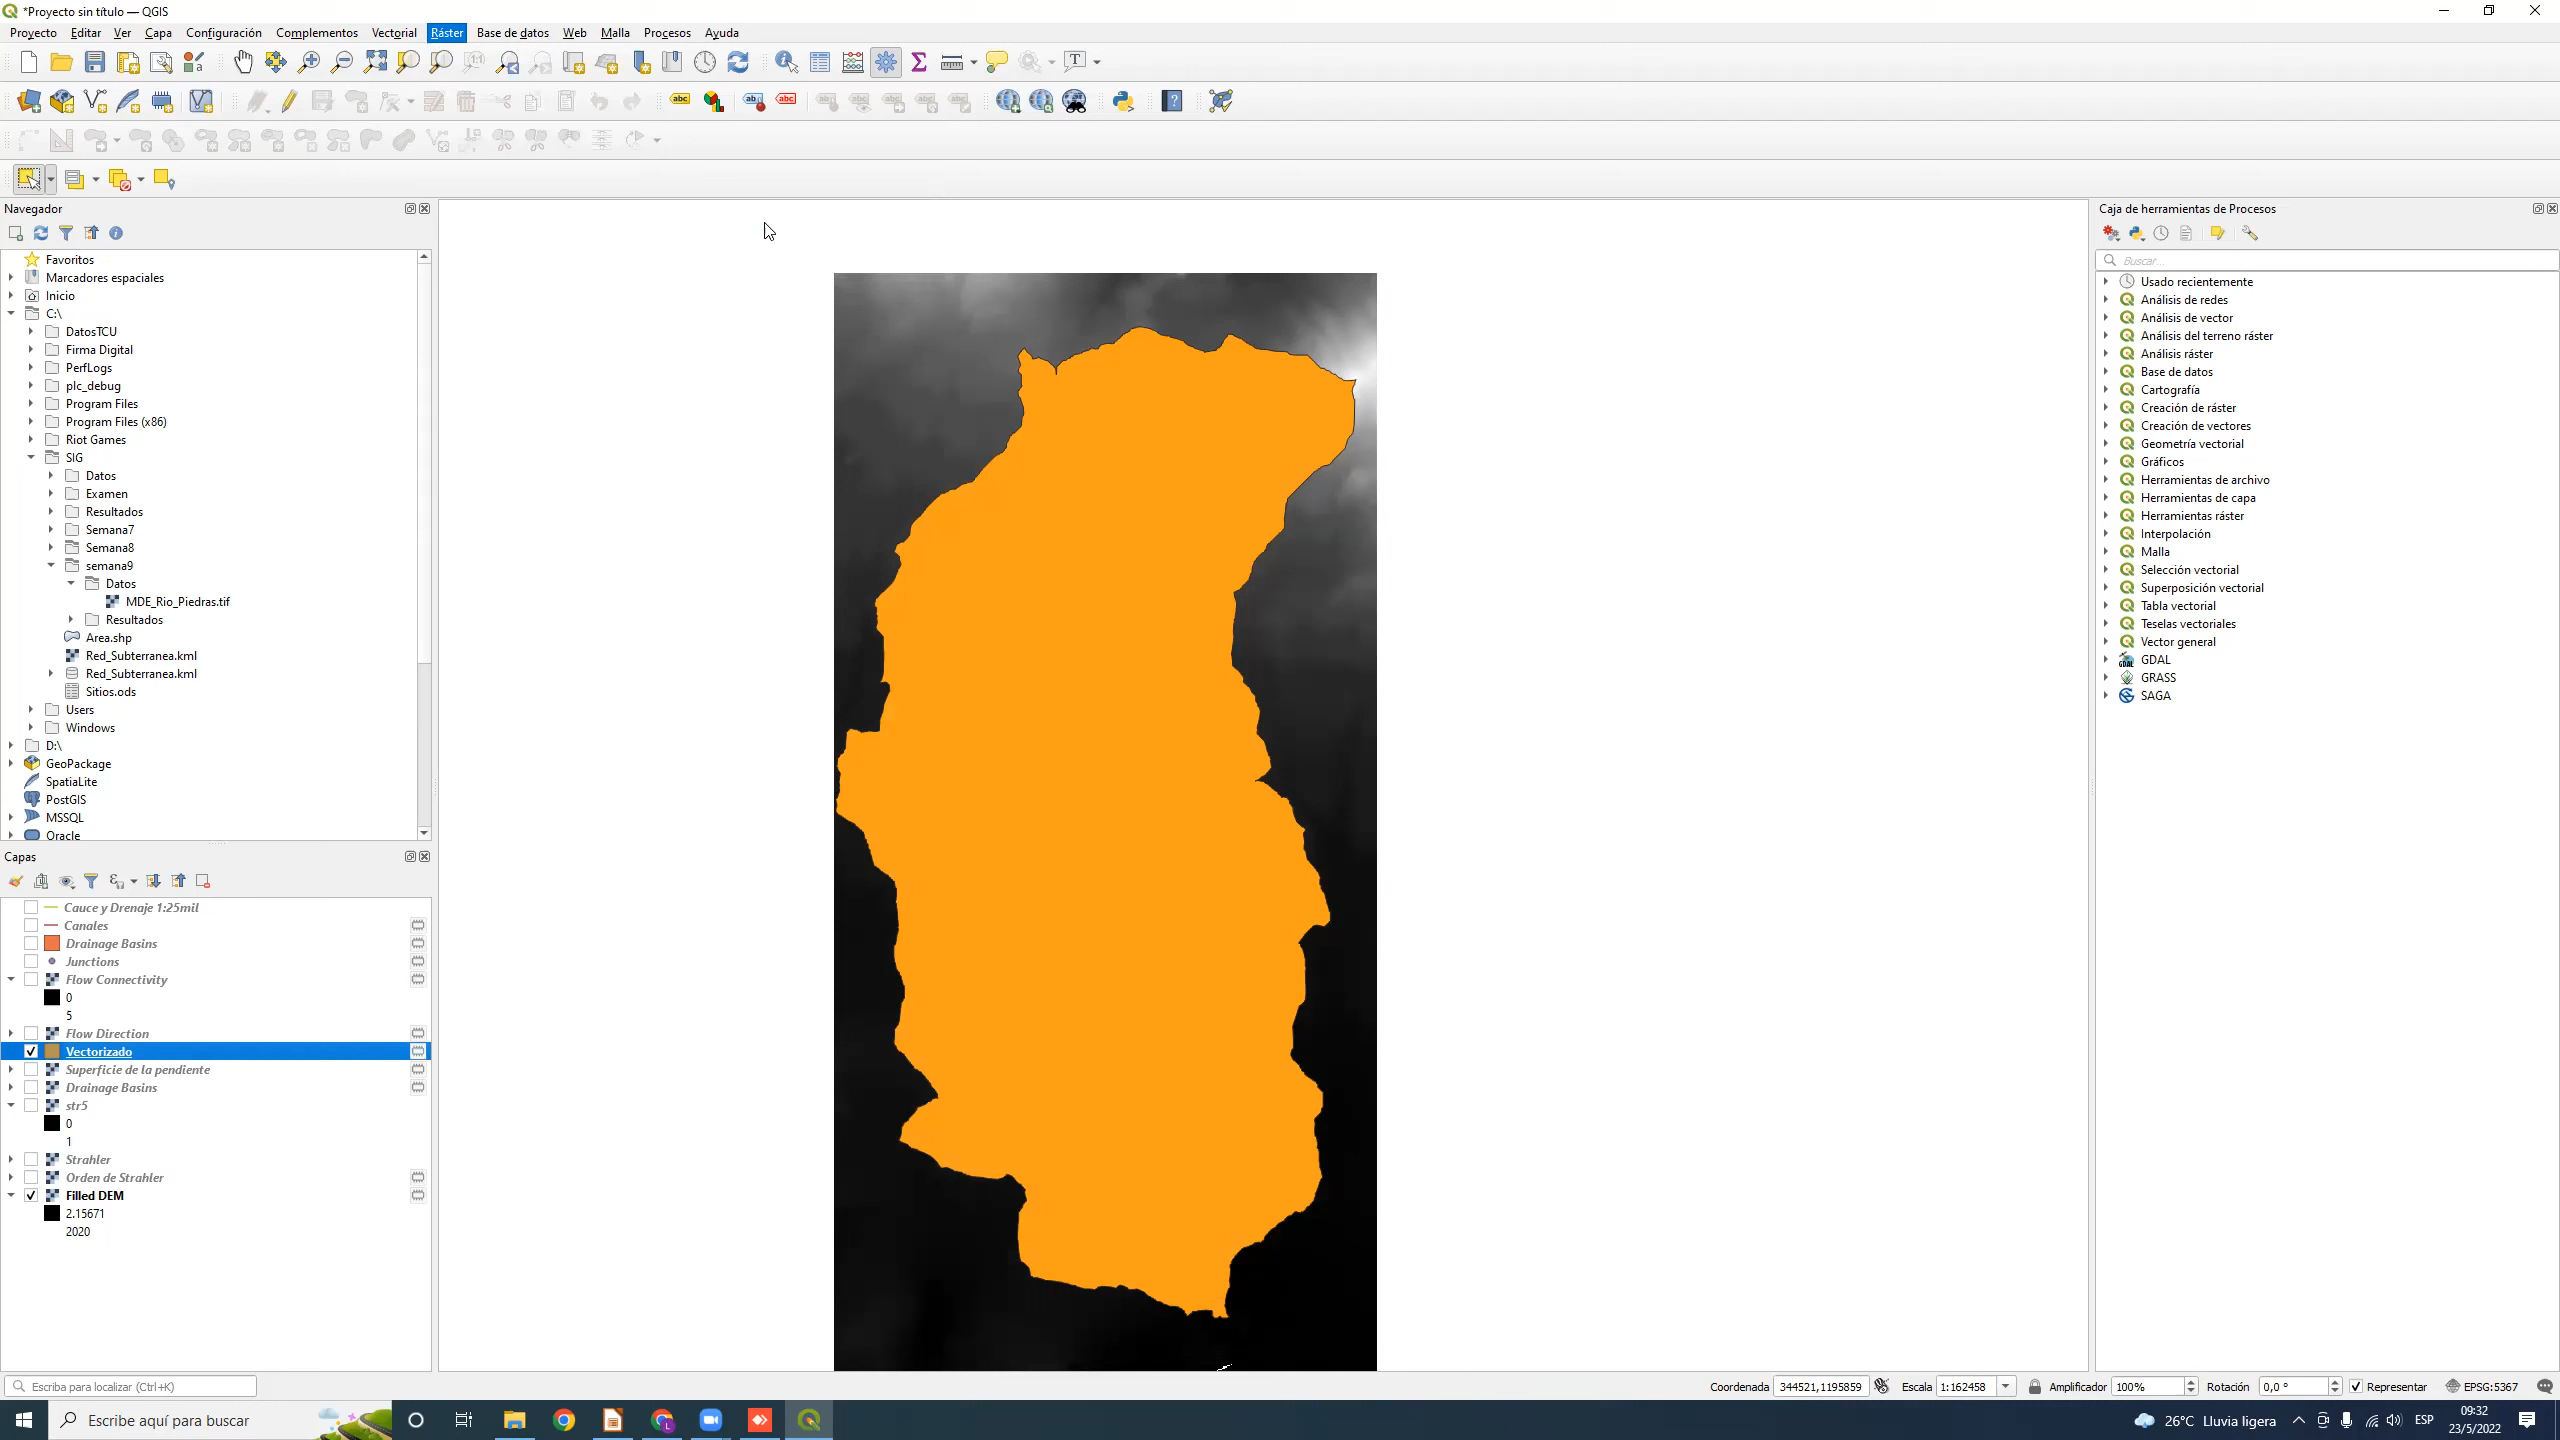 *Proyecto sin título — QGIS
Proyecto Editar Ver Capa Configuración Complementos Vectorial Ráster Base de datos Web Malla Procesos Ayuda
Navegador
Favoritos
Marcadores espaciales
Inicio
C:\
DatosTCU
Firma Digital
PerfLogs
plc_debug
Program Files
Program Files (x86)
Riot Games
SIG
Datos
Examen
Resultados
Semana7
Semana8
semana9
Datos
MDE_Rio_Piedras.tif
Resultados
Area.shp
Red_Subterranea.kml
Red_Subterranea.kml
Sitios.ods
Users
Windows
D:\
GeoPackage
SpatiaLite
PostGIS
MSSQL
Oracle
Capas
Cauce y Drenaje 1:25mil
Canales
Drainage Basins
Junctions
Flow Connectivity
0
5
Flow Direction
Vectorizado
Superficie de la pendiente
Drainage Basins
str5
0
1
Strahler
Orden de Strahler
Filled DEM
2.15671
2020
Caja de herramientas de Procesos
Buscar...
Usado recientemente
Análisis de redes
Análisis de vector
Análisis del terreno ráster
Análisis ráster
Base de datos
Cartografía
Creación de ráster
Creación de vectores
Geometría vectorial
Gráficos
Herramientas de archivo
Herramientas de capa
Herramientas ráster
Interpolación
Malla
Selección vectorial
Superposición vectorial
Tabla vectorial
Teselas vectoriales
Vector general
GDAL
GRASS
SAGA
Escriba para localizar (Ctrl+K)
Coordenada 344521,1195859 Escala 1:162458 Amplificador 100% Rotación 0,0 ° Representar EPSG:5367
Escribe aquí para buscar
26°C Lluvia ligera
ESP
09:32
23/5/2022